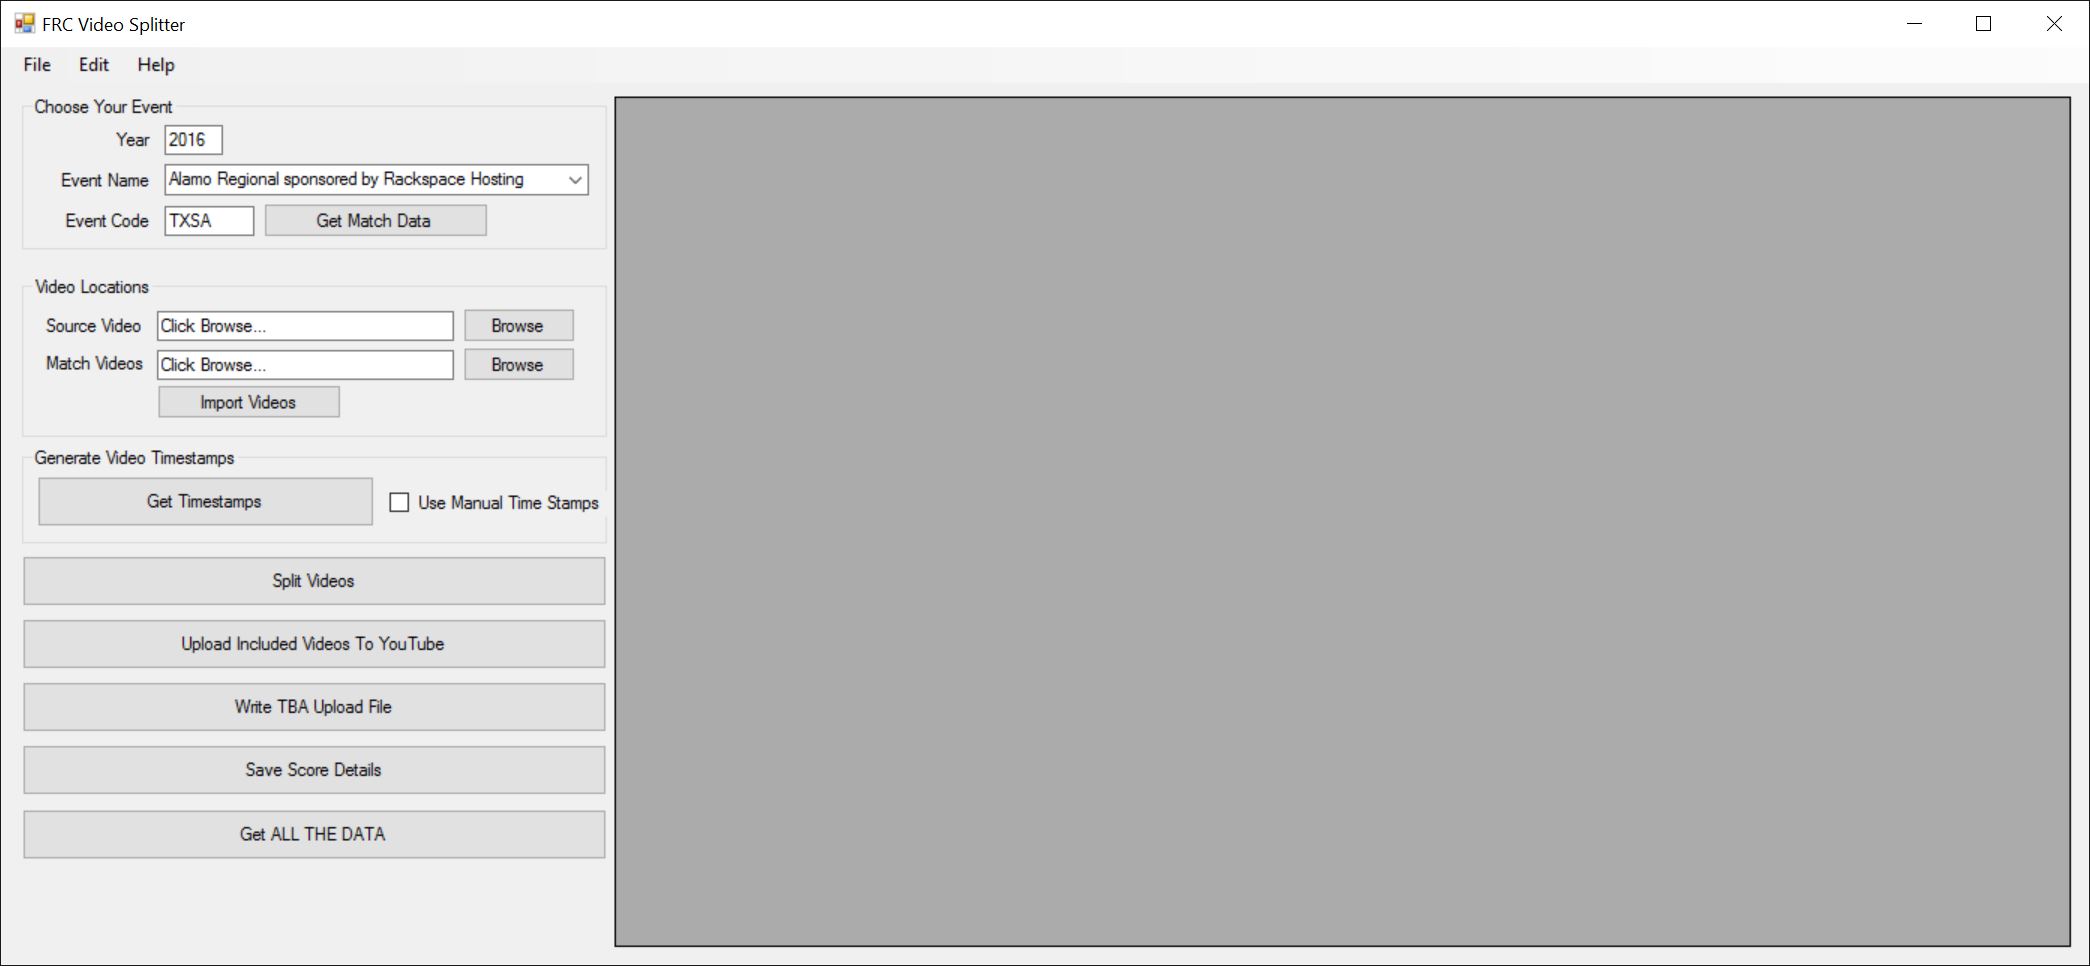 FRC Video Splitter
File Edit Help
Choose Your Event
Year 2016
Event Name Alamo Regional sponsored by Rackspace Hosting
Event Code TXSA Get Match Data
Video Locations
Source Video Click Browse... Browse
Match Videos Click Browse... Browse
Import Videos
Generate Video Timestamps
Get Timestamps Use Manual Time Stamps
Split Videos
Upload Included Videos To YouTube
Write TBA Upload File
Save Score Details
Get ALL THE DATA